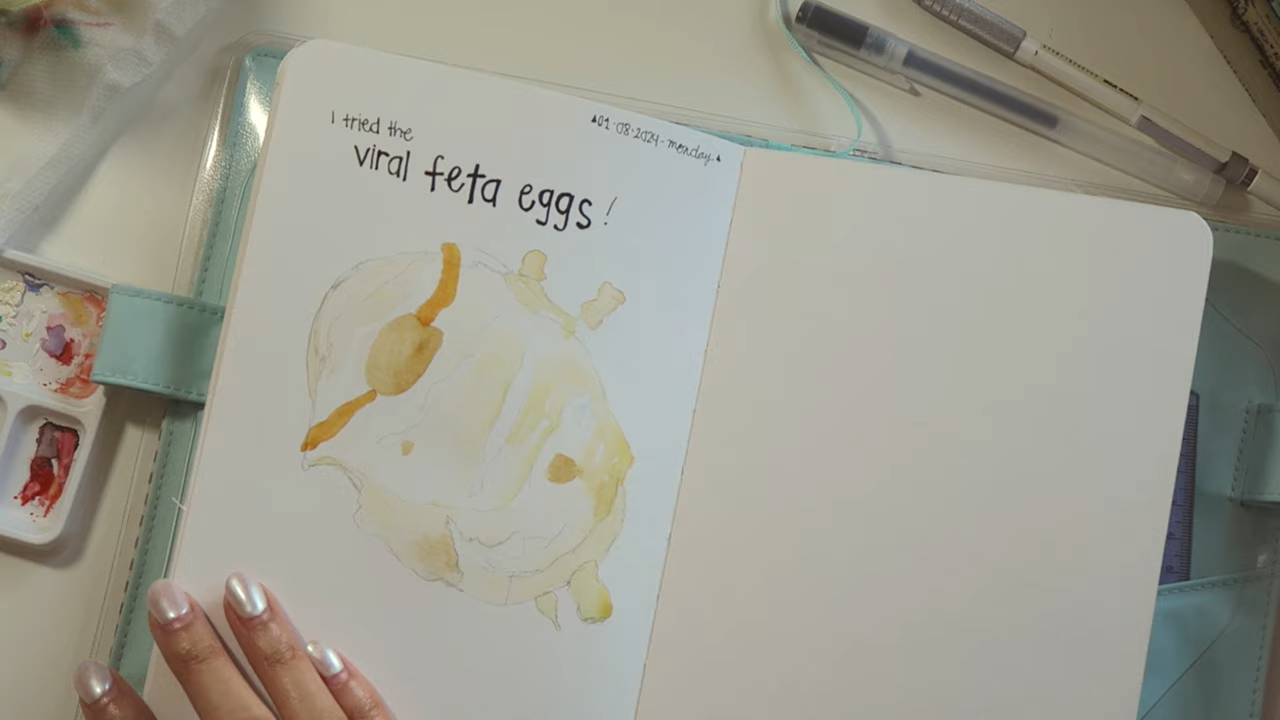 ▲01·08·2024-monday.▲
I tried the
viral feta eggs!